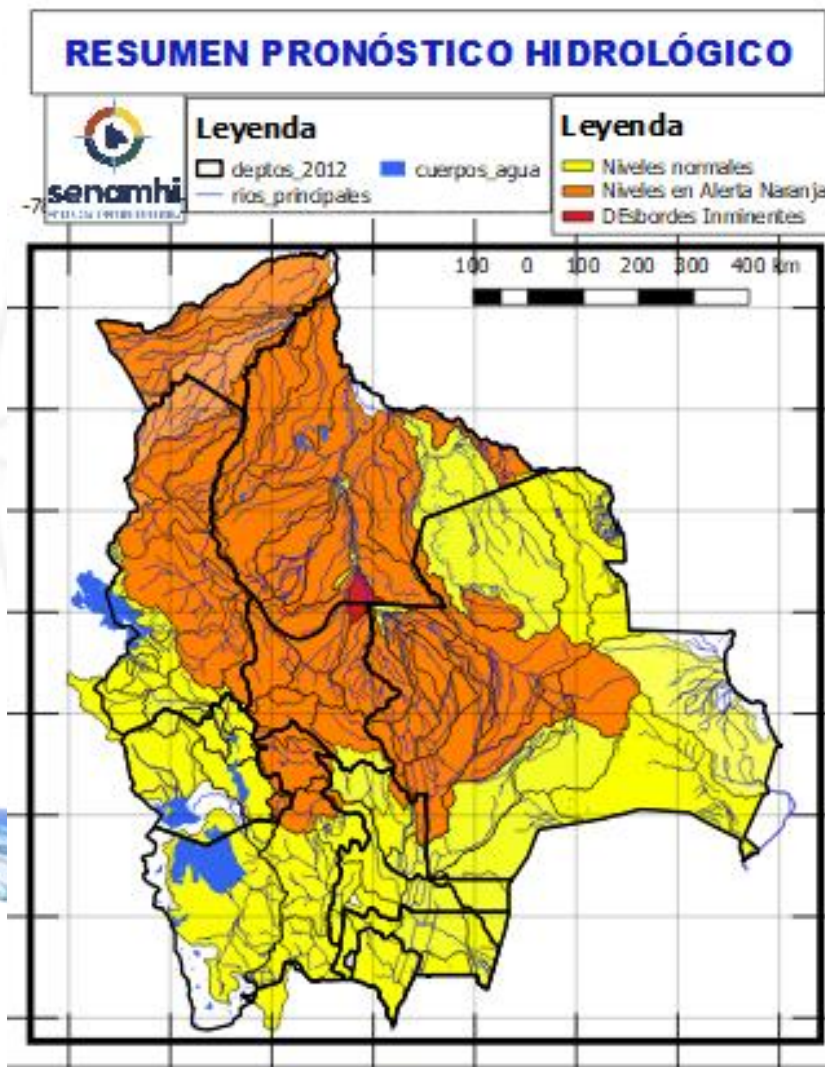 RESUMEN PRONÓSTICO HIDROLÓGICO
senamhi
Leyenda
deptos_2012
cuerpos_agua
rios_principales
Leyenda
Niveles normales
Niveles en Alerta Naranja
DEsbordes Inminentes
100 0 100 200 300 400 km